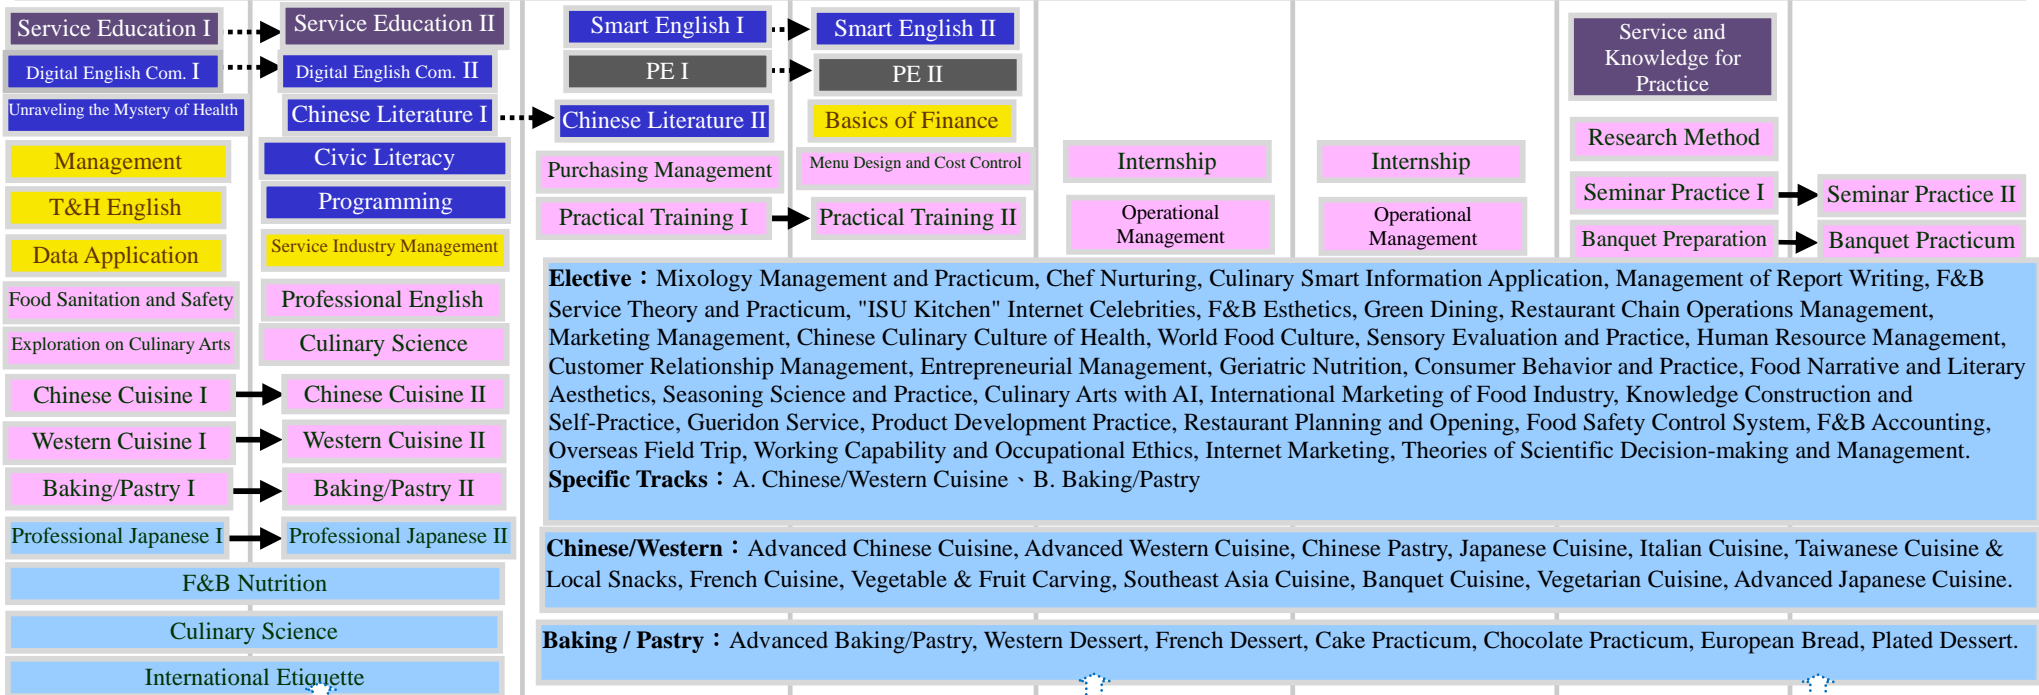 Service Education I
Digital English Com. I
Unraveling the Mystery of Health
Management
T&H English
Data Application
Food Sanitation and Safety
Exploration on Culinary Arts
Chinese Cuisine I
Western Cuisine I
Baking/Pastry I
Professional Japanese I
Service Education II
Digital English Com. II
Chinese Literature I
Civic Literacy
Programming
Service Industry Management
Professional English
Culinary Science
Chinese Cuisine II
Western Cuisine II
Baking/Pastry II
Professional Japanese II
F&B Nutrition
Culinary Science
International Etiquette
Smart English I
PE I
Chinese Literature II
Purchasing Management
Practical Training I
Smart English II
PE II
Basics of Finance
Menu Design and Cost Control
Practical Training II
Internship
Operational
Management
Internship
Operational
Management
Service and
Knowledge for
Practice
Research Method
Seminar Practice I
Banquet Preparation
Seminar Practice II
Banquet Practicum
Elective：Mixology Management and Practicum, Chef Nurturing, Culinary Smart Information Application, Management of Report Writing, F&B
Service Theory and Practicum, "ISU Kitchen" Internet Celebrities, F&B Esthetics, Green Dining, Restaurant Chain Operations Management,
Marketing Management, Chinese Culinary Culture of Health, World Food Culture, Sensory Evaluation and Practice, Human Resource Management,
Customer Relationship Management, Entrepreneurial Management, Geriatric Nutrition, Consumer Behavior and Practice, Food Narrative and Literary
Aesthetics, Seasoning Science and Practice, Culinary Arts with AI, International Marketing of Food Industry, Knowledge Construction and
Self-Practice, Gueridon Service, Product Development Practice, Restaurant Planning and Opening, Food Safety Control System, F&B Accounting,
Overseas Field Trip, Working Capability and Occupational Ethics, Internet Marketing, Theories of Scientific Decision-making and Management.
Specific Tracks：A. Chinese/Western Cuisine、B. Baking/Pastry
Chinese/Western：Advanced Chinese Cuisine, Advanced Western Cuisine, Chinese Pastry, Japanese Cuisine, Italian Cuisine, Taiwanese Cuisine &
Local Snacks, French Cuisine, Vegetable & Fruit Carving, Southeast Asia Cuisine, Banquet Cuisine, Vegetarian Cuisine, Advanced Japanese Cuisine.
Baking / Pastry：Advanced Baking/Pastry, Western Dessert, French Dessert, Cake Practicum, Chocolate Practicum, European Bread, Plated Dessert.